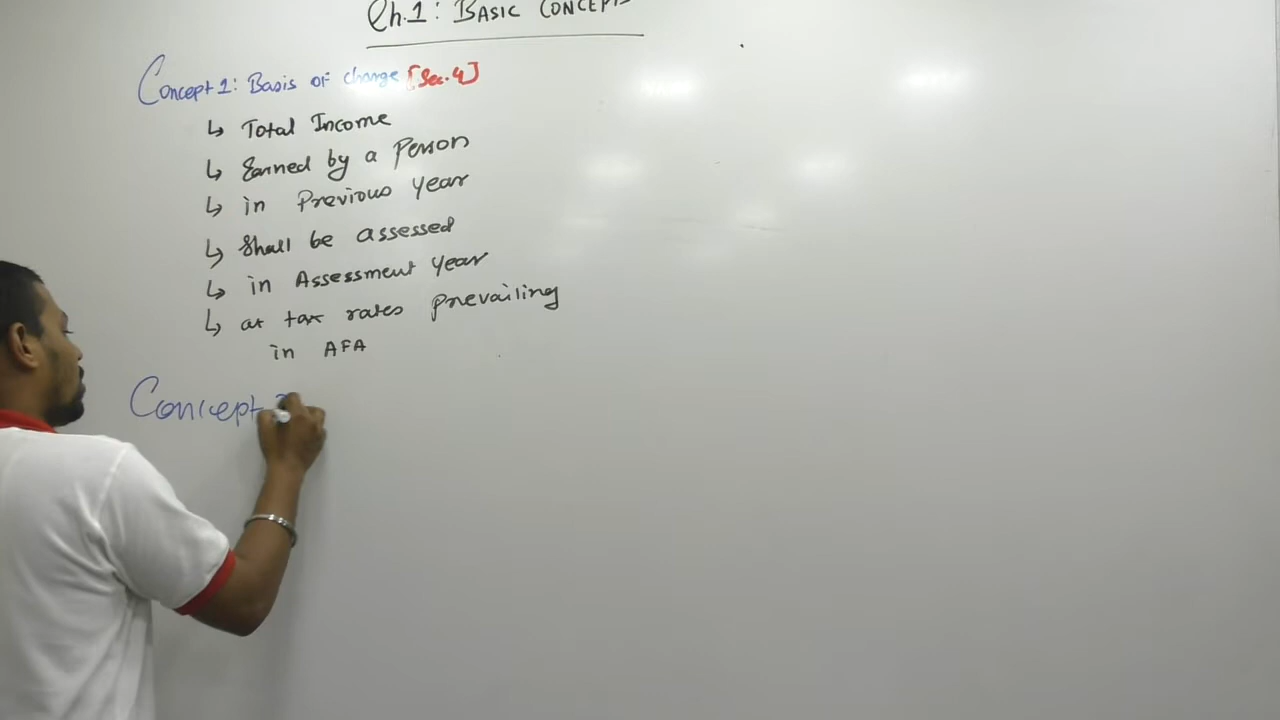 Ch.1: BASIC CONCEPTS
Concept 1: Basis of charge [Sec.4]
↳ Total Income
↳ Earned by a Person
↳ in Previous year
↳ Shall be assessed
↳ in Assessment year
↳ at tax rates prevailing
in AFA
Concept